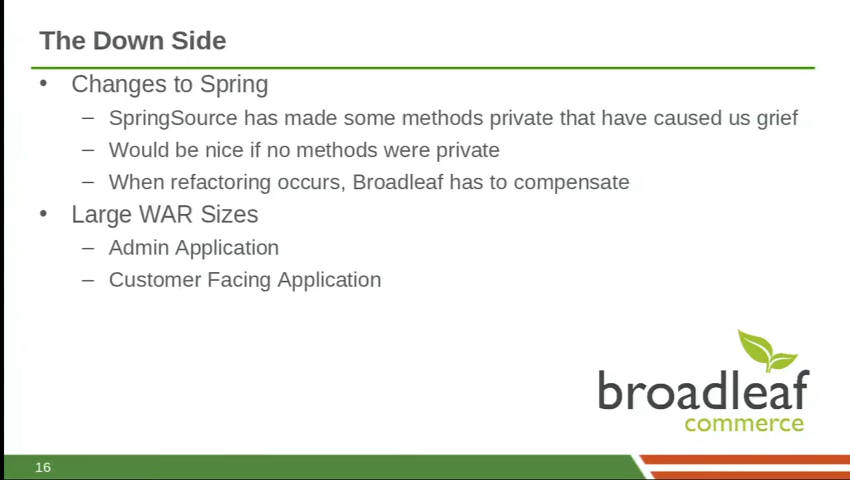 The Down Side
• Changes to Spring
– SpringSource has made some methods private that have caused us grief
– Would be nice if no methods were private
– When refactoring occurs, Broadleaf has to compensate
• Large WAR Sizes
– Admin Application
– Customer Facing Application
broadleaf
commerce
16